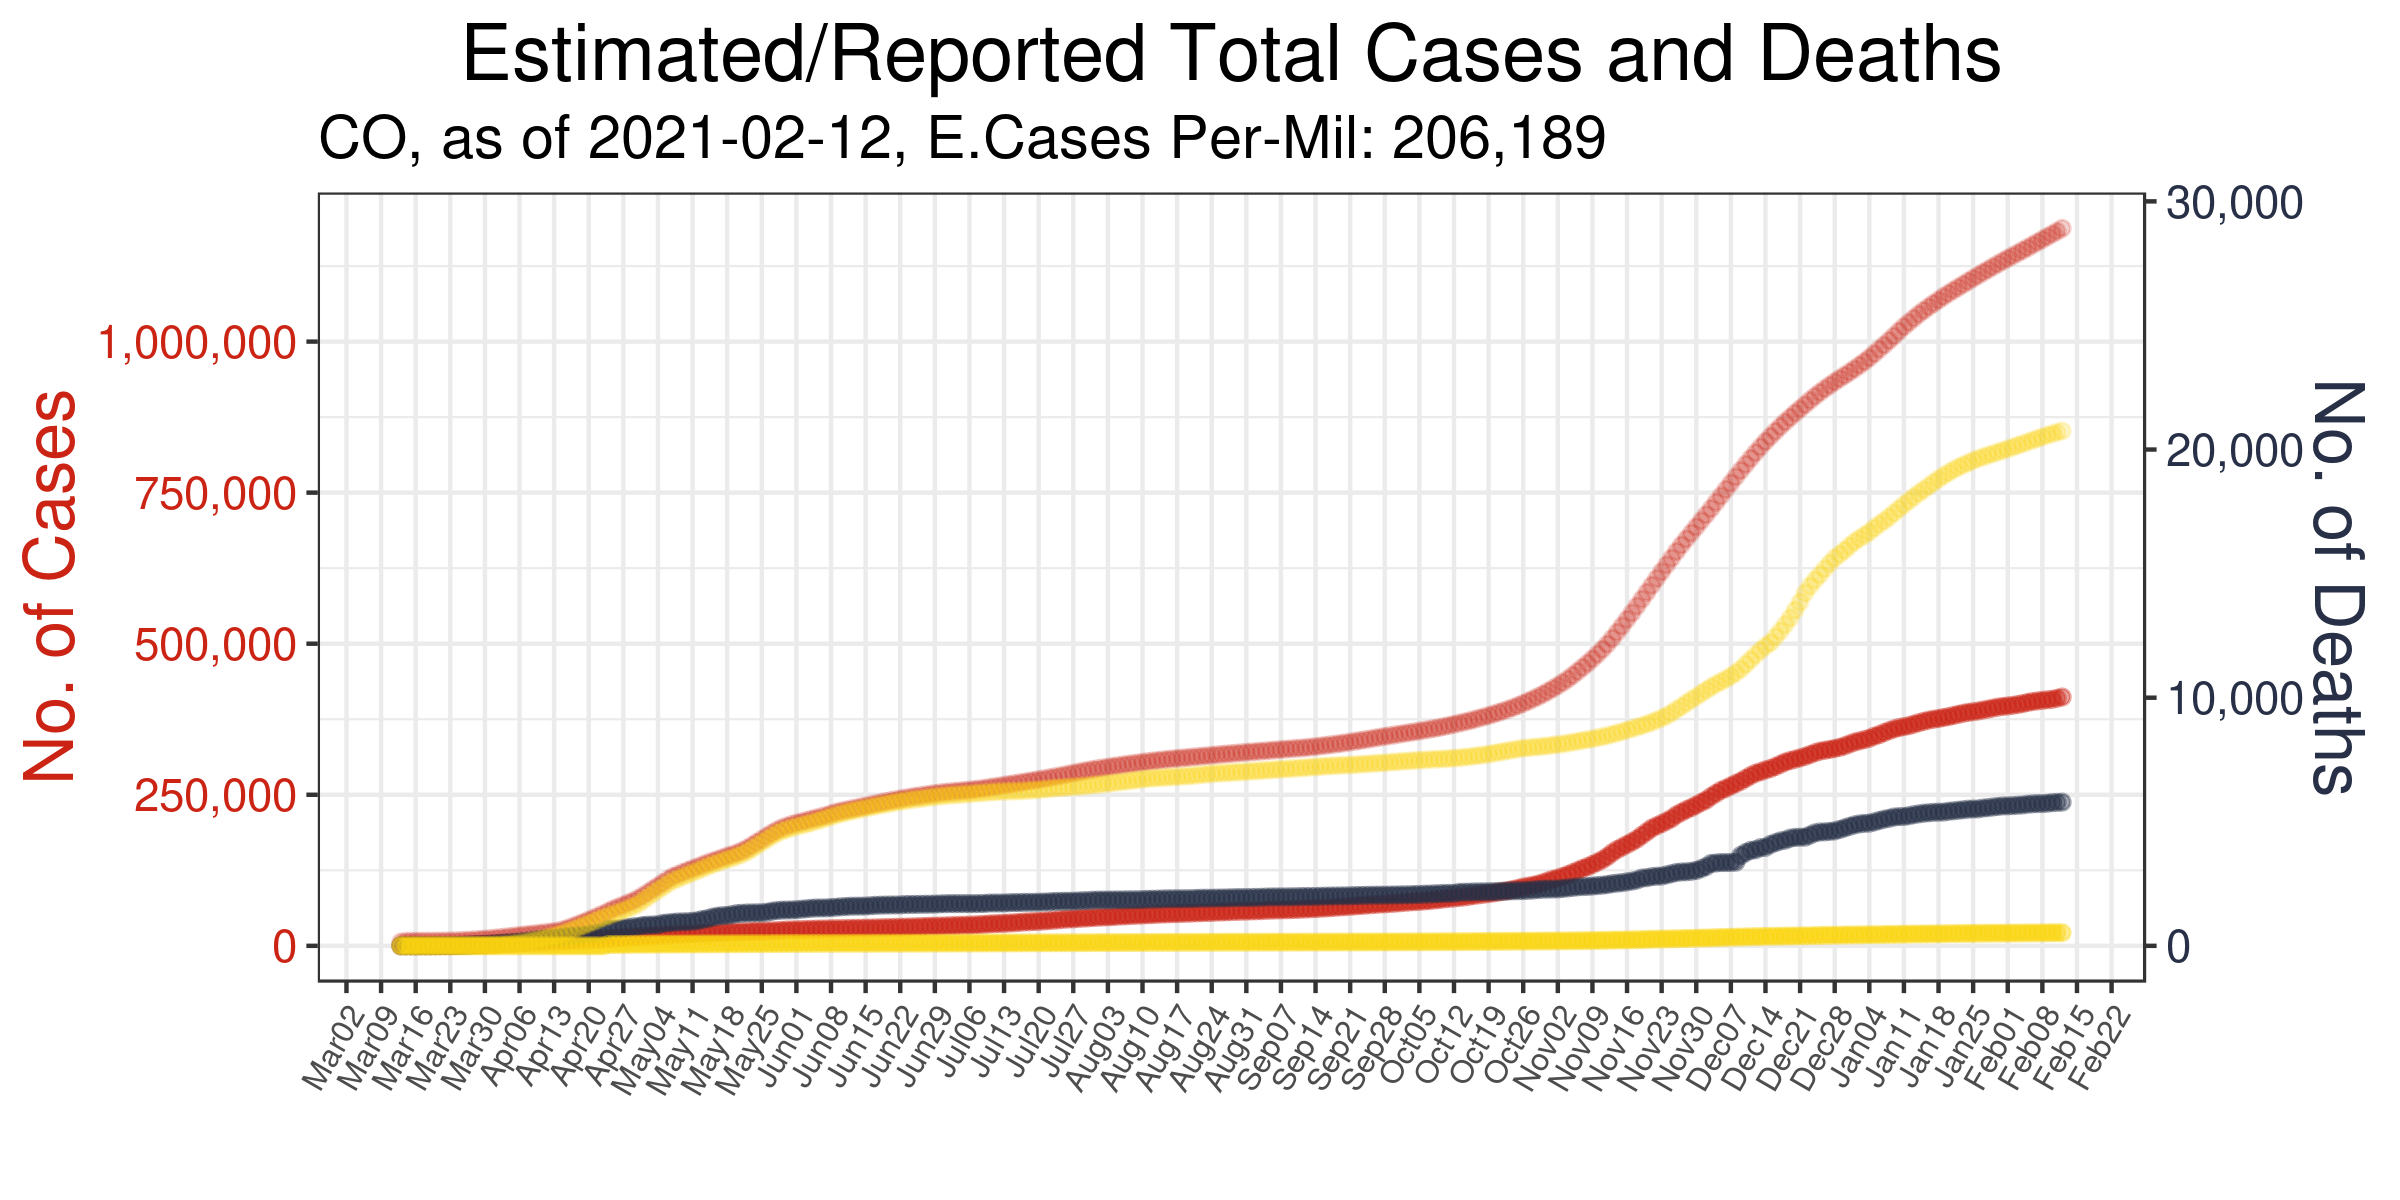 Estimated/Reported Total Cases and Deaths
CO, as of 2021-02-12, E.Cases Per-Mil: 206,189
No. of Cases
1,000,000
750,000
500,000
250,000
0
30,000
20,000
10,000
0
No. of Deaths
Mar02
Mar09
Mar16
Mar23
Mar30
Apr06
Apr13
Apr20
Apr27
May04
May11
May18
May25
Jun01
Jun08
Jun15
Jun22
Jun29
Jul06
Jul13
Jul20
Jul27
Aug03
Aug10
Aug17
Aug24
Aug31
Sep07
Sep14
Sep21
Sep28
Oct05
Oct12
Oct19
Oct26
Nov02
Nov09
Nov16
Nov23
Nov30
Dec07
Dec14
Dec21
Dec28
Jan04
Jan11
Jan18
Jan25
Feb01
Feb08
Feb15
Feb22